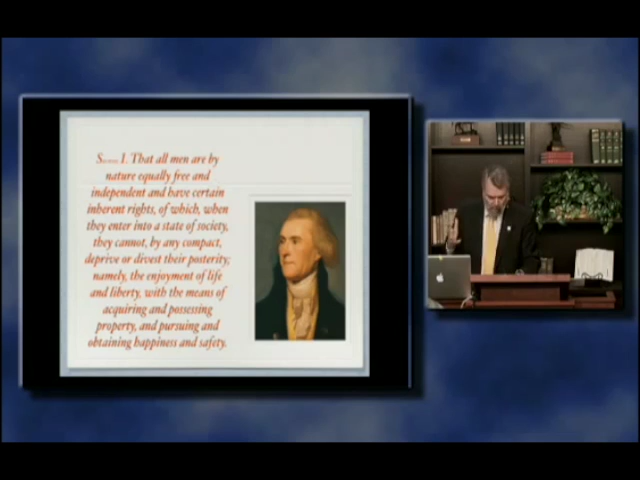 Section I. That all men are by
nature equally free and
independent and have certain
inherent rights, of which, when
they enter into a state of society,
they cannot, by any compact,
deprive or divest their posterity;
namely, the enjoyment of life
and liberty, with the means of
acquiring and possessing
property, and pursuing and
obtaining happiness and safety.